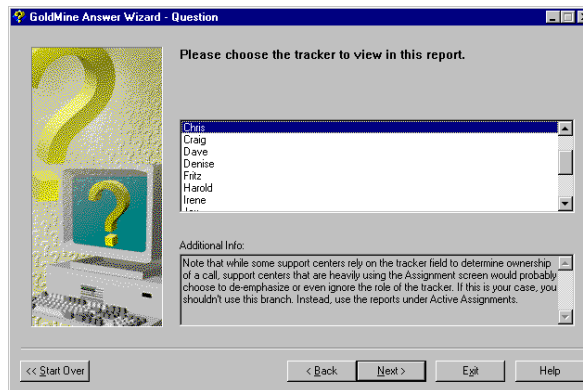 GoldMine Answer Wizard - Question
Please choose the tracker to view in this report.
Chris
Craig
Dave
Denise
Fritz
Harold
Irene
Additional Info:
Note that while some support centers rely on the tracker field to determine ownership
of a call, support centers that are heavily using the Assignment screen would probably
choose to de-emphasize or even ignore the role of the tracker. If this is your case, you
shouldn't use this branch. Instead, use the reports under Active Assignments.
<< Start Over
< Back
Next >
Exit
Help